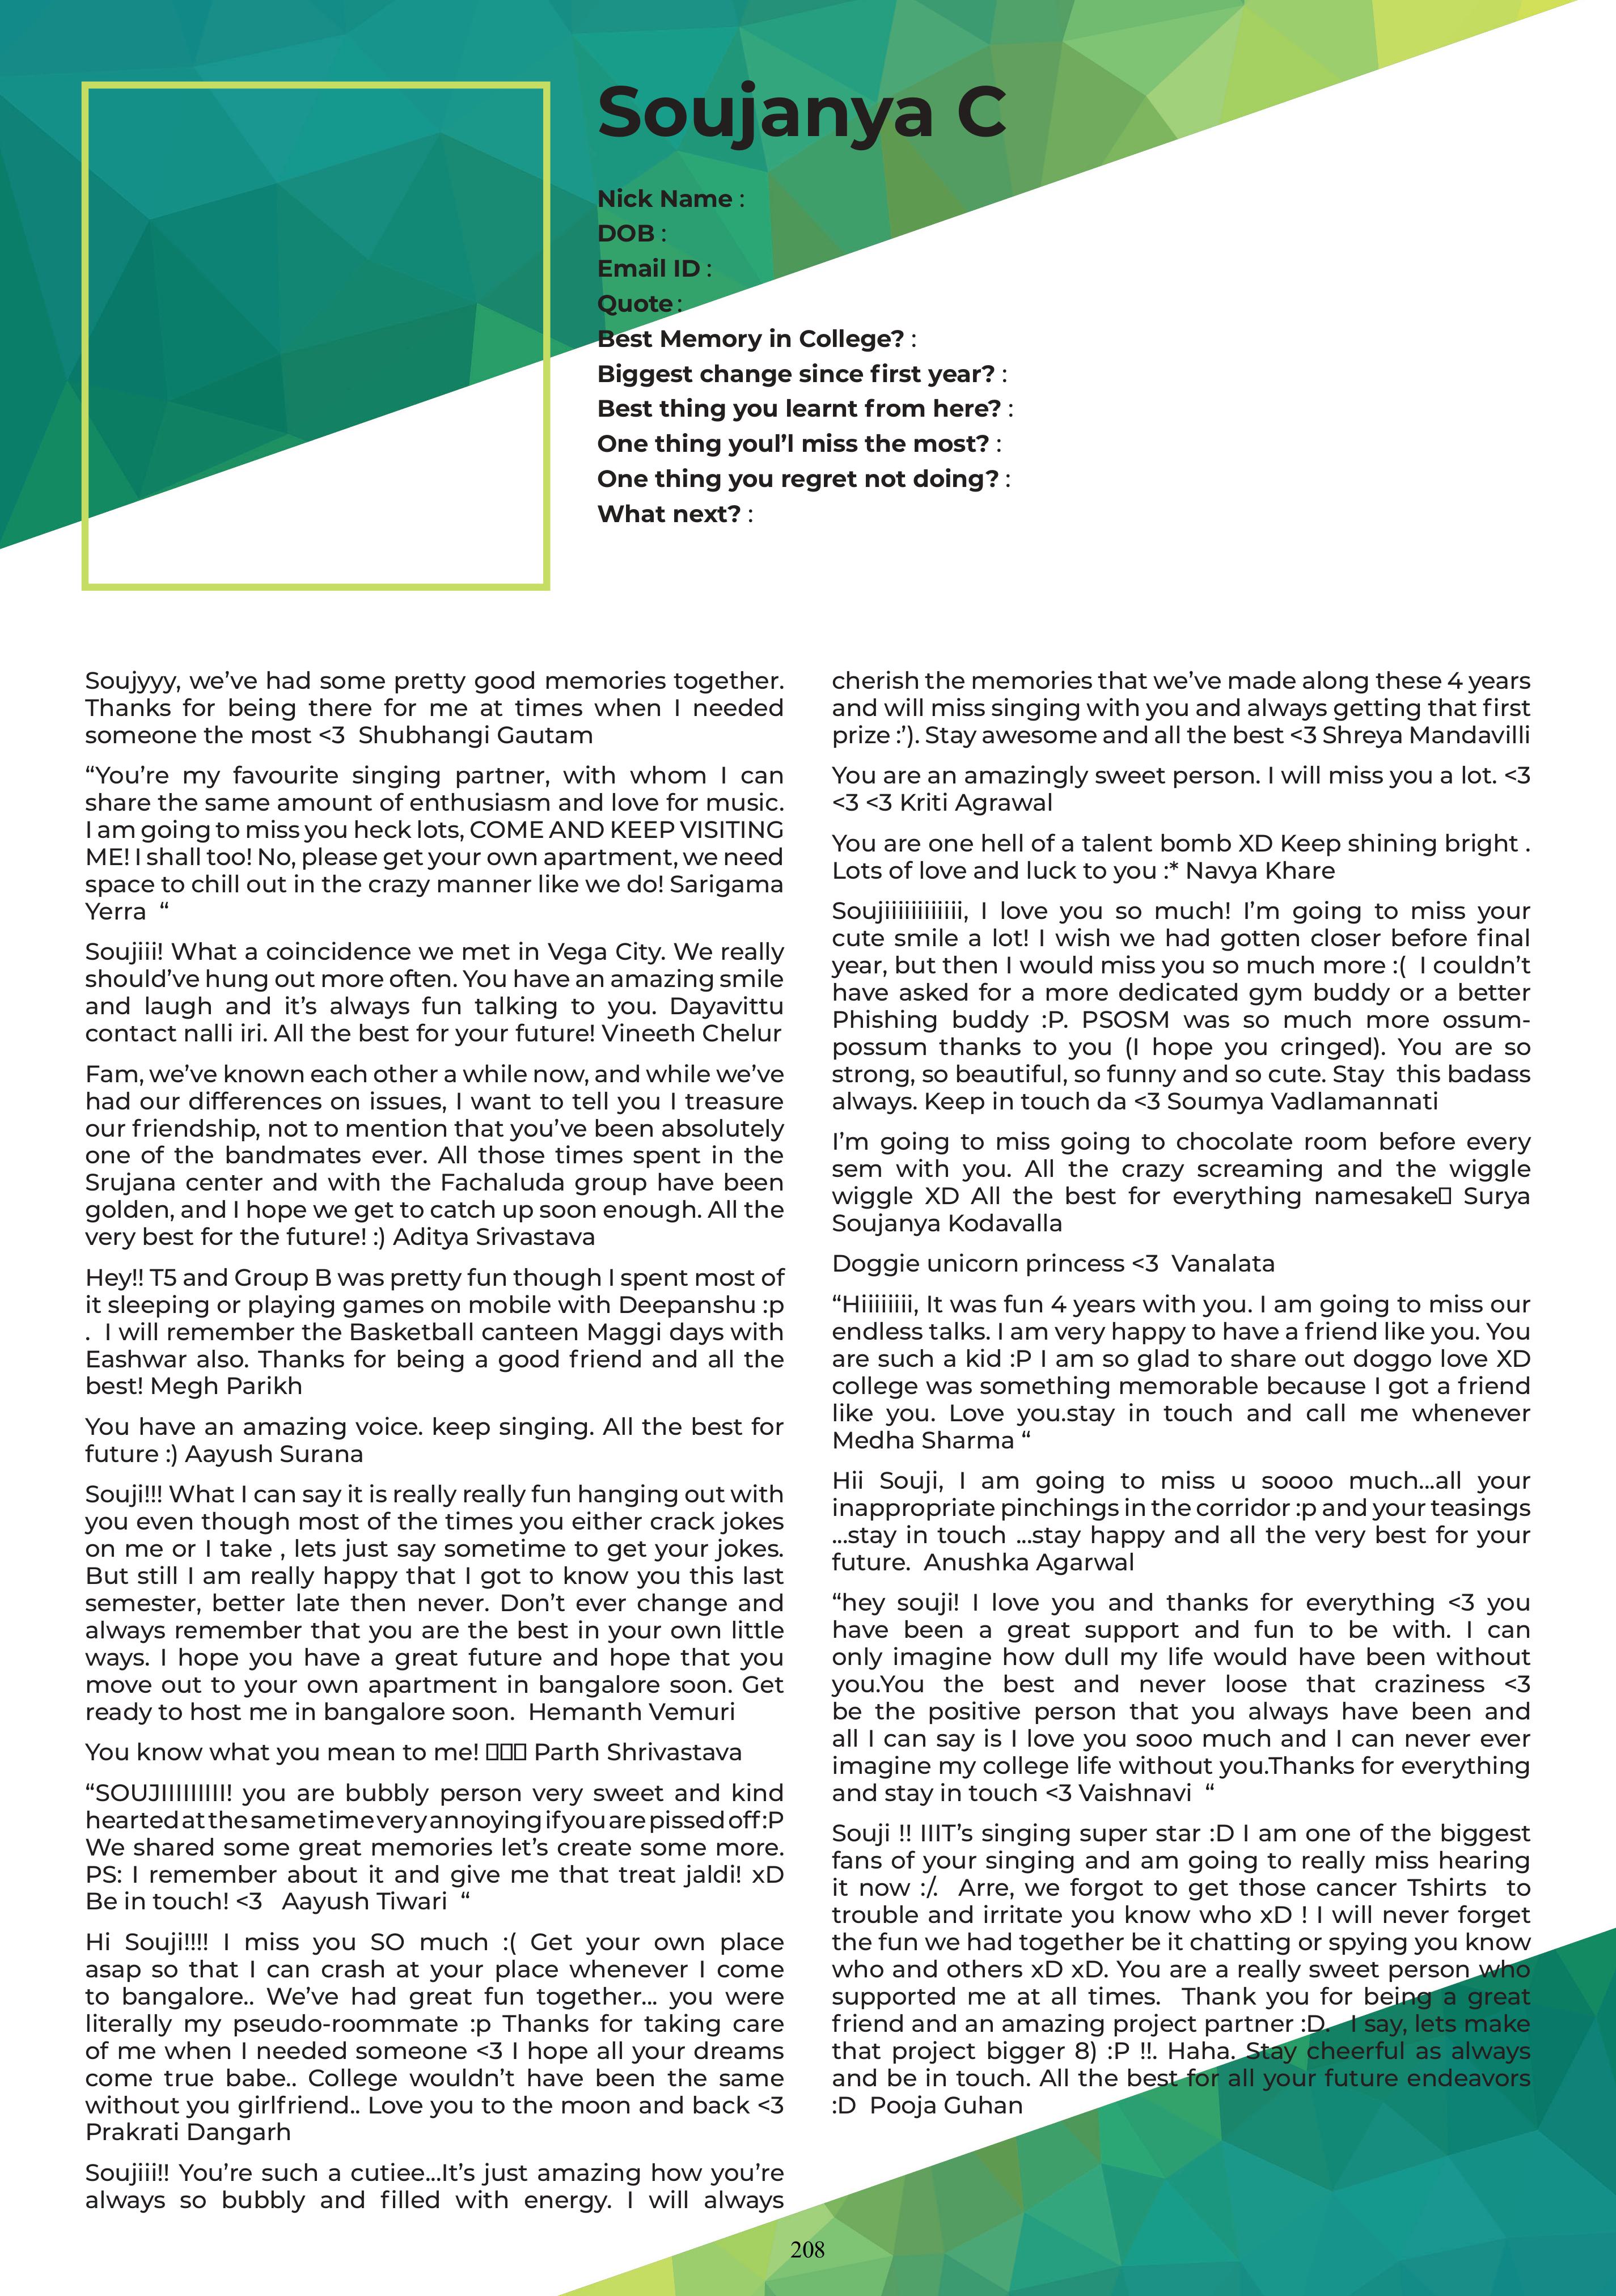 Soujanya C
Nick Name :
DOB :
Email ID :
Quote :
Best Memory in College? :
Biggest change since first year? :
Best thing you learnt from here? :
One thing youl’l miss the most? :
One thing you regret not doing? :
What next? :
Soujyyy, we’ve had some pretty good memories together.
Thanks for being there for me at times when I needed
someone the most <3  Shubhangi Gautam
“You’re my favourite singing partner, with whom I can
share the same amount of enthusiasm and love for music.
I am going to miss you heck lots, COME AND KEEP VISITING
ME! I shall too! No, please get your own apartment, we need
space to chill out in the crazy manner like we do! Sarigama
Yerra  “
Soujiii! What a coincidence we met in Vega City. We really
should’ve hung out more often. You have an amazing smile
and laugh and it’s always fun talking to you. Dayavittu
contact nalli iri. All the best for your future! Vineeth Chelur
Fam, we’ve known each other a while now, and while we’ve
had our differences on issues, I want to tell you I treasure
our friendship, not to mention that you’ve been absolutely
one of the bandmates ever. All those times spent in the
Srujana center and with the Fachaluda group have been
golden, and I hope we get to catch up soon enough. All the
very best for the future! :) Aditya Srivastava
Hey!! T5 and Group B was pretty fun though I spent most of
it sleeping or playing games on mobile with Deepanshu :p
.  I will remember the Basketball canteen Maggi days with
Eashwar also. Thanks for being a good friend and all the
best! Megh Parikh
You have an amazing voice. keep singing. All the best for
future :) Aayush Surana
Souji!!! What I can say it is really really fun hanging out with
you even though most of the times you either crack jokes
on me or I take , lets just say sometime to get your jokes.
But still I am really happy that I got to know you this last
semester, better late then never. Don’t ever change and
always remember that you are the best in your own little
ways. I hope you have a great future and hope that you
move out to your own apartment in bangalore soon. Get
ready to host me in bangalore soon.  Hemanth Vemuri
You know what you mean to me! ▯▯▯ Parth Shrivastava
“SOUJIIIIIIIIII! you are bubbly person very sweet and kind
hearted at the same time very annoying if you are pissed off :P
We shared some great memories let’s create some more.
PS: I remember about it and give me that treat jaldi! xD
Be in touch! <3   Aayush Tiwari  “
Hi Souji!!!! I miss you SO much :( Get your own place
asap so that I can crash at your place whenever I come
to bangalore.. We’ve had great fun together... you were
literally my pseudo-roommate :p Thanks for taking care
of me when I needed someone <3 I hope all your dreams
come true babe.. College wouldn’t have been the same
without you girlfriend.. Love you to the moon and back <3
Prakrati Dangarh
Soujiii!! You’re such a cutiee...It’s just amazing how you’re
always so bubbly and filled with energy. I will always
cherish the memories that we’ve made along these 4 years
and will miss singing with you and always getting that first
prize :’). Stay awesome and all the best <3 Shreya Mandavilli
You are an amazingly sweet person. I will miss you a lot. <3
<3 <3 Kriti Agrawal
You are one hell of a talent bomb XD Keep shining bright .
Lots of love and luck to you :* Navya Khare
Soujiiiiiiiiiiiii, I love you so much! I’m going to miss your
cute smile a lot! I wish we had gotten closer before final
year, but then I would miss you so much more :(  I couldn’t
have asked for a more dedicated gym buddy or a better
Phishing buddy :P. PSOSM was so much more ossum-
possum thanks to you (I hope you cringed). You are so
strong, so beautiful, so funny and so cute. Stay  this badass
always. Keep in touch da <3 Soumya Vadlamannati
I’m going to miss going to chocolate room before every
sem with you. All the crazy screaming and the wiggle
wiggle XD All the best for everything namesake▯ Surya
Soujanya Kodavalla
Doggie unicorn princess <3  Vanalata
“Hiiiiiiii, It was fun 4 years with you. I am going to miss our
endless talks. I am very happy to have a friend like you. You
are such a kid :P I am so glad to share out doggo love XD
college was something memorable because I got a friend
like you. Love you.stay in touch and call me whenever
Medha Sharma “
Hii Souji, I am going to miss u soooo much...all your
inappropriate pinchings in the corridor :p and your teasings
...stay in touch ...stay happy and all the very best for your
future.  Anushka Agarwal
“hey souji! I love you and thanks for everything <3 you
have been a great support and fun to be with. I can
only imagine how dull my life would have been without
you.You the best and never loose that craziness <3
be the positive person that you always have been and
all I can say is I love you sooo much and I can never ever
imagine my college life without you.Thanks for everything
and stay in touch <3 Vaishnavi  “
Souji !! IIIT’s singing super star :D I am one of the biggest
fans of your singing and am going to really miss hearing
it now :/.  Arre, we forgot to get those cancer Tshirts  to
trouble and irritate you know who xD ! I will never forget
the fun we had together be it chatting or spying you know
who and others xD xD. You are a really sweet person who
supported me at all times.  Thank you for being a great
friend and an amazing project partner :D.   I say, lets make
that project bigger 8) :P !!. Haha. Stay cheerful as always
and be in touch. All the best for all your future endeavors
:D  Pooja Guhan
208